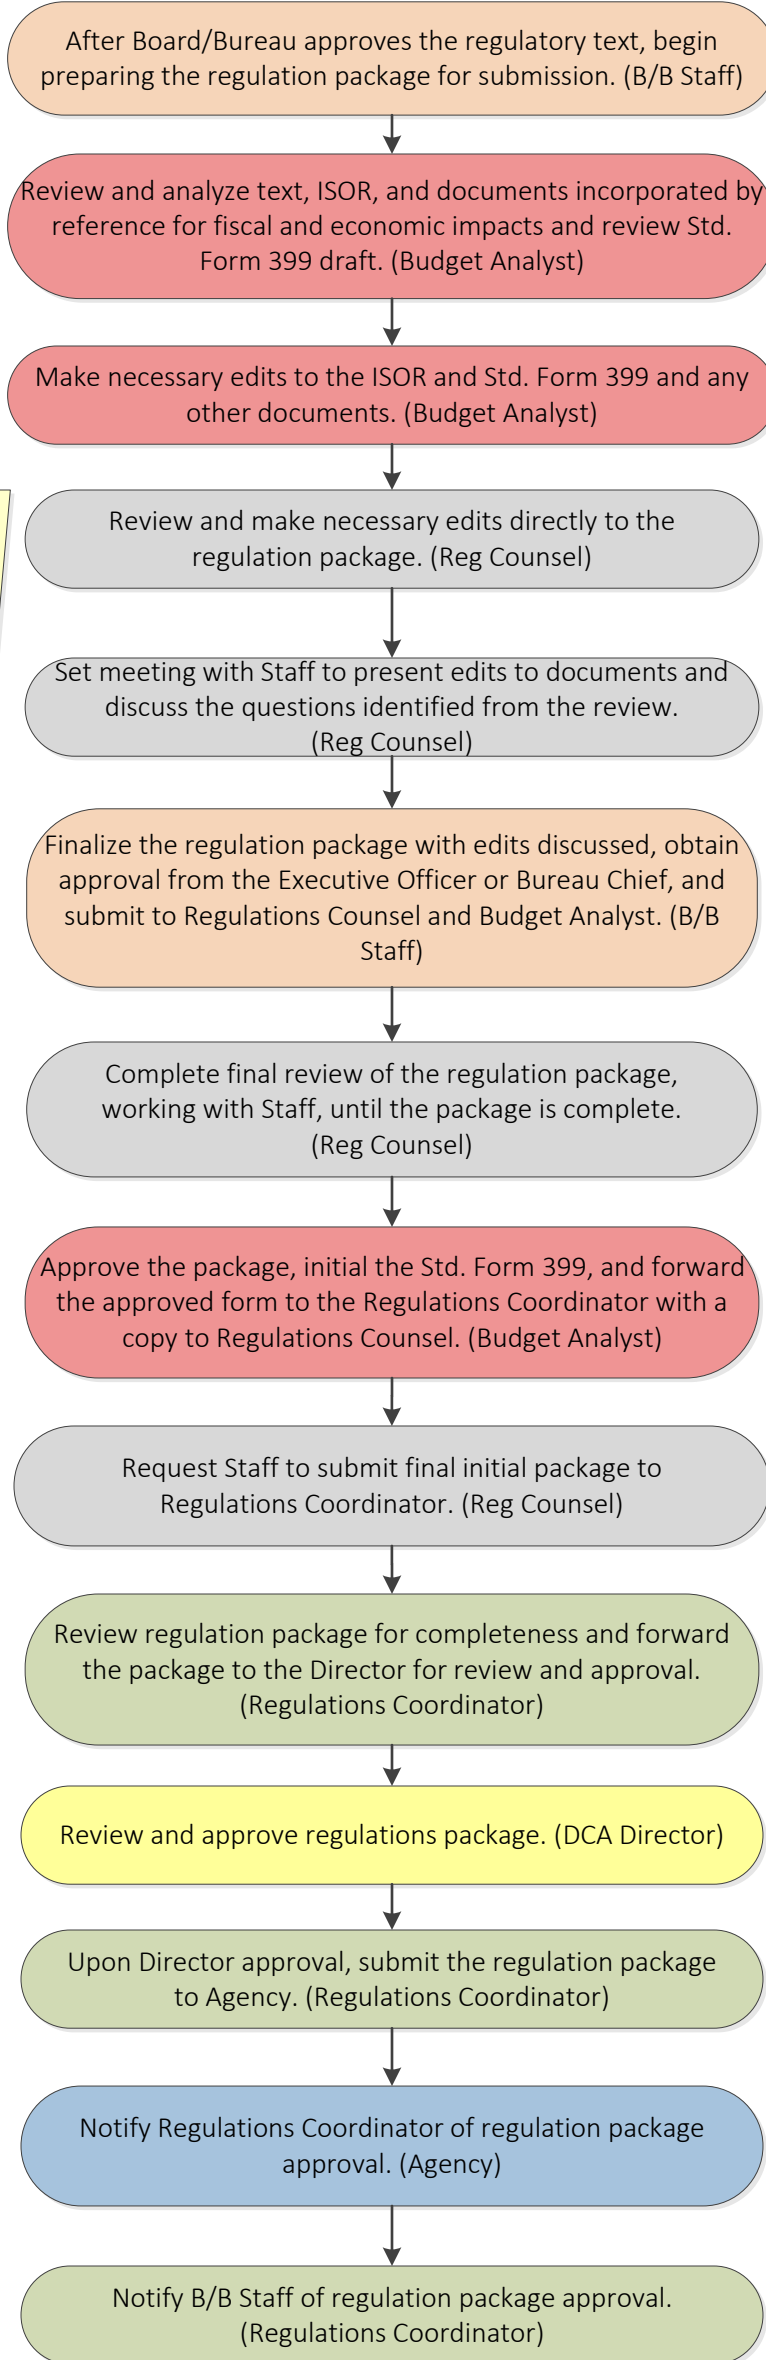 After Board/Bureau approves the regulatory text, begin
preparing the regulation package for submission. (B/B Staff)
Review and analyze text, ISOR, and documents incorporated by
reference for fiscal and economic impacts and review Std.
Form 399 draft. (Budget Analyst)
Make necessary edits to the ISOR and Std. Form 399 and any
other documents. (Budget Analyst)
Review and make necessary edits directly to the
regulation package. (Reg Counsel)
Set meeting with Staff to present edits to documents and
discuss the questions identified from the review.
(Reg Counsel)
Finalize the regulation package with edits discussed, obtain
approval from the Executive Officer or Bureau Chief, and
submit to Regulations Counsel and Budget Analyst. (B/B
Staff)
Complete final review of the regulation package,
working with Staff, until the package is complete.
(Reg Counsel)
Approve the package, initial the Std. Form 399, and forward
the approved form to the Regulations Coordinator with a
copy to Regulations Counsel. (Budget Analyst)
Request Staff to submit final initial package to
Regulations Coordinator. (Reg Counsel)
Review regulation package for completeness and forward
the package to the Director for review and approval.
(Regulations Coordinator)
Review and approve regulations package. (DCA Director)
Upon Director approval, submit the regulation package
to Agency. (Regulations Coordinator)
Notify Regulations Coordinator of regulation package
approval. (Agency)
Notify B/B Staff of regulation package approval.
(Regulations Coordinator)